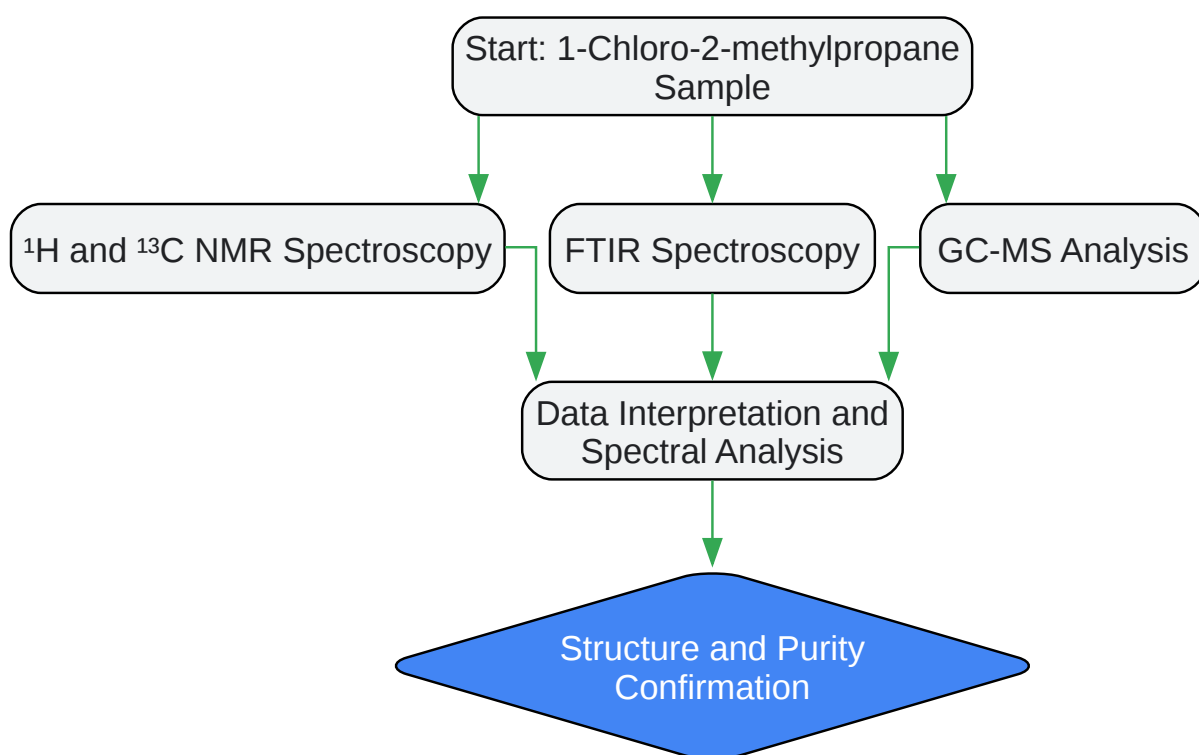 Start: 1-Chloro-2-methylpropane
Sample
¹H and ¹³C NMR Spectroscopy
FTIR Spectroscopy
GC-MS Analysis
Data Interpretation and
Spectral Analysis
Structure and Purity
Confirmation